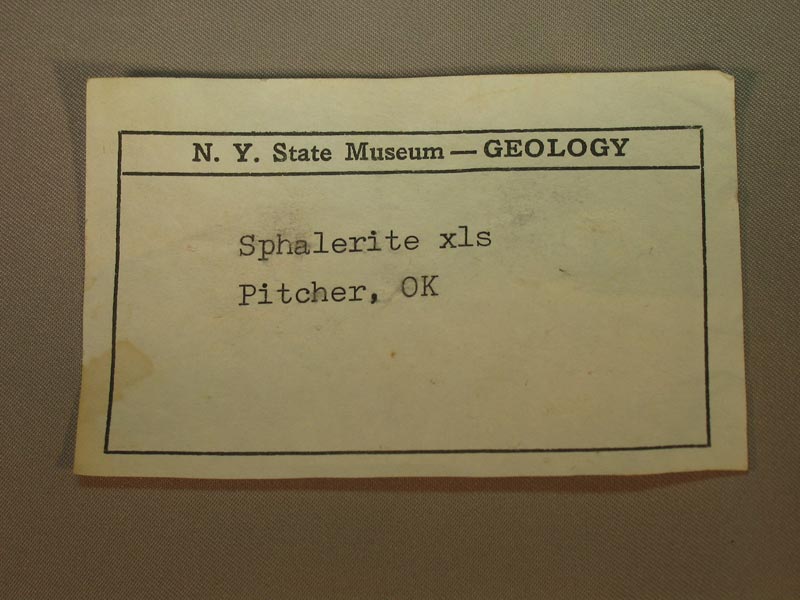 N. Y. State Museum — GEOLOGY
Sphalerite xls
Pitcher, OK